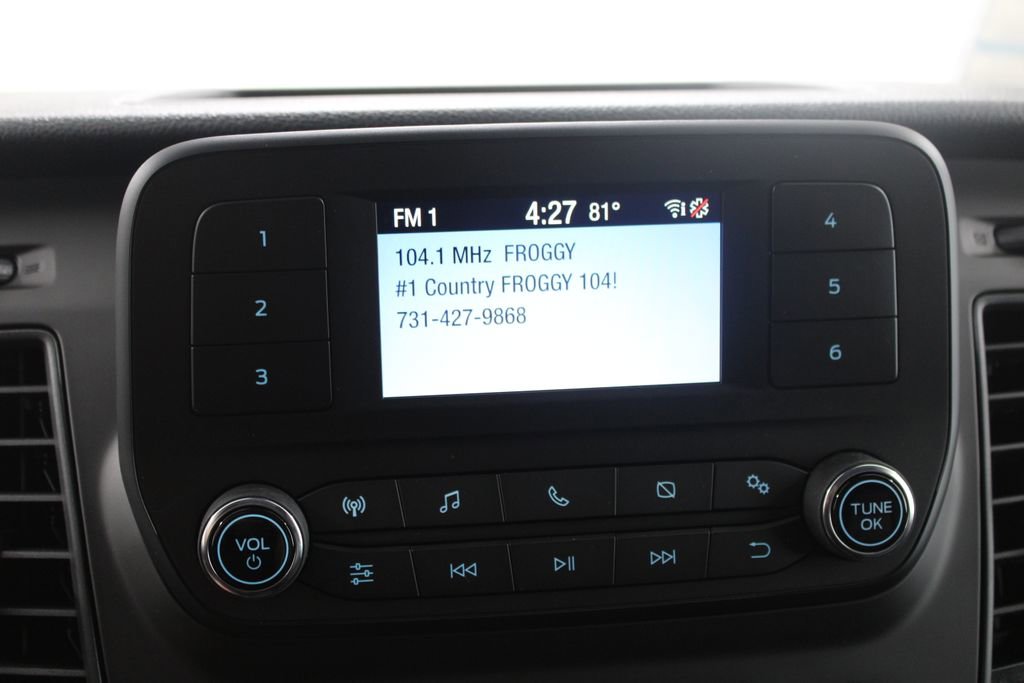 FM 1 4:27 81°
104.1 MHz FROGGY
#1 Country FROGGY 104!
731-427-9868
1
2
3
4
5
6
VOL
TUNE
OK